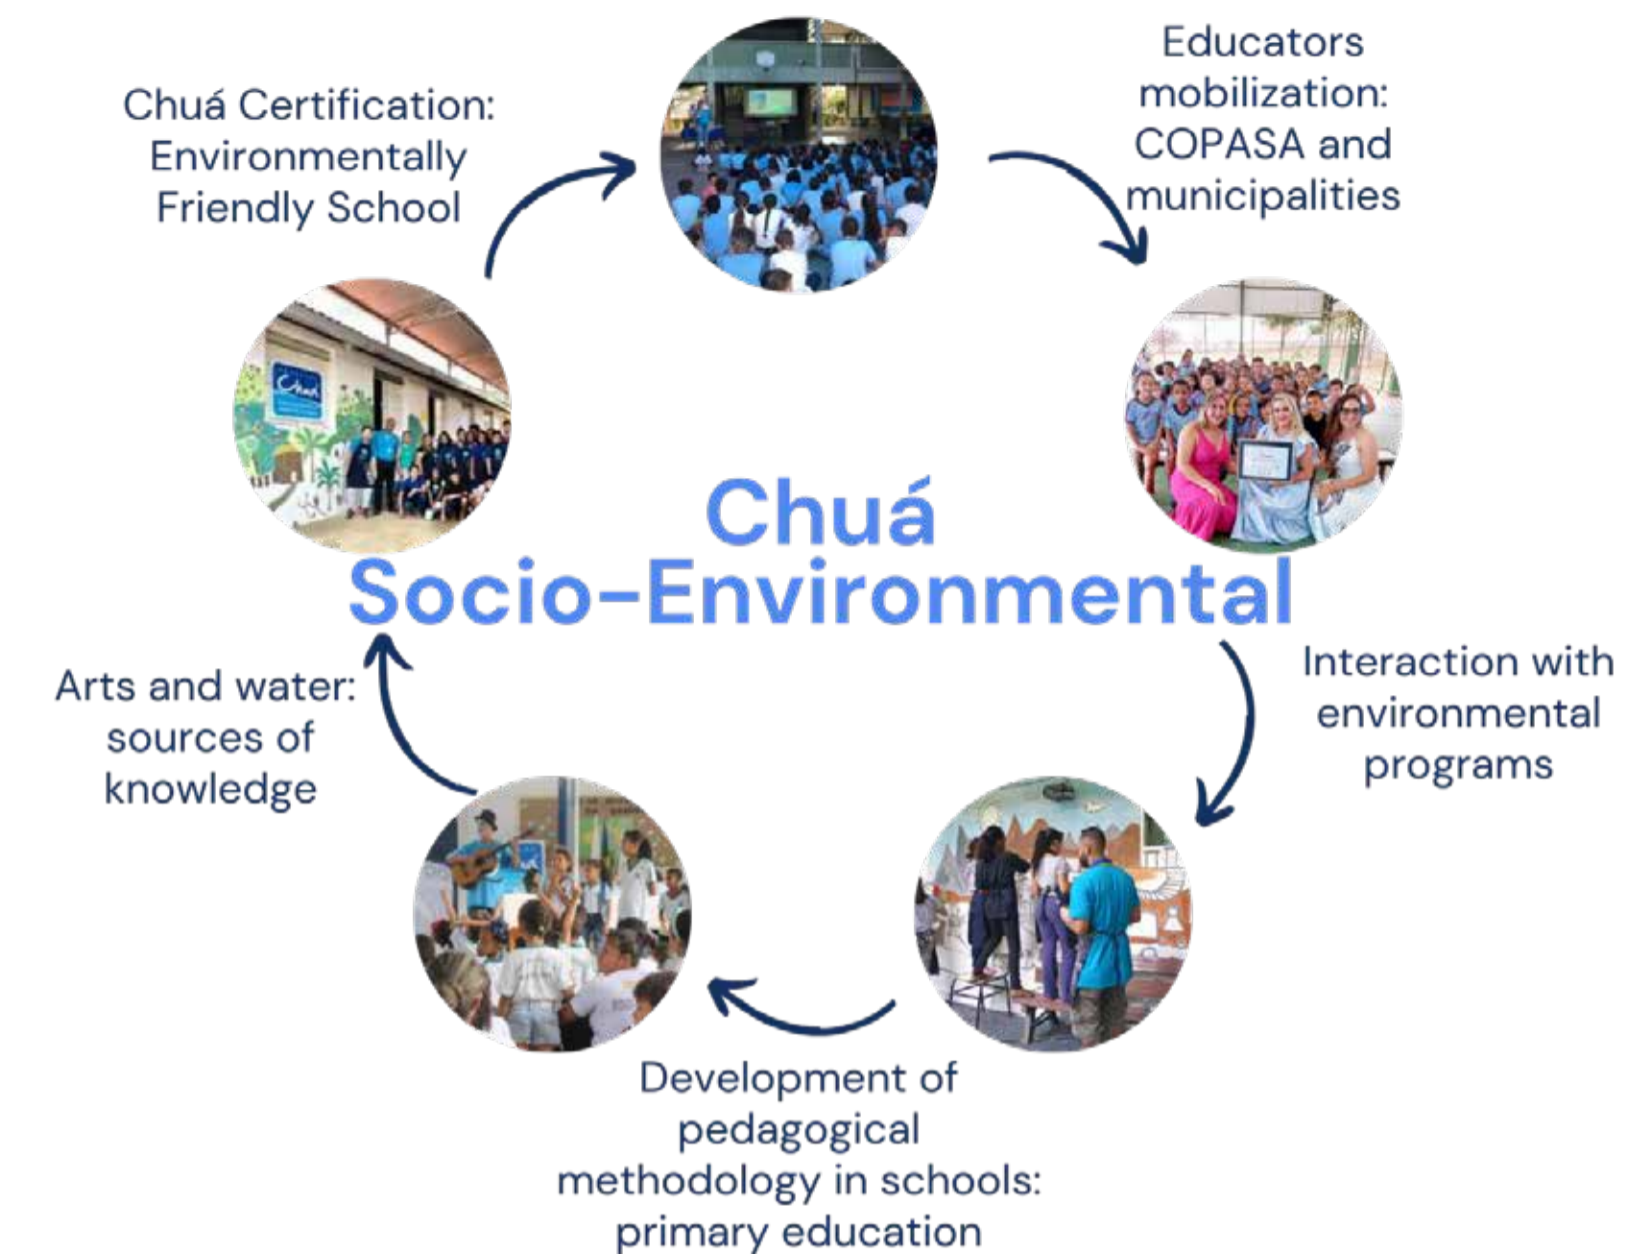 Educators
mobilization:
COPASA and
municipalities
Chuá Certification:
Environmentally
Friendly School
Chuá
Chuá
Socio-Environmental
Interaction with
environmental
programs
Arts and water:
sources of
knowledge
Development of
pedagogical
methodology in schools:
primary education